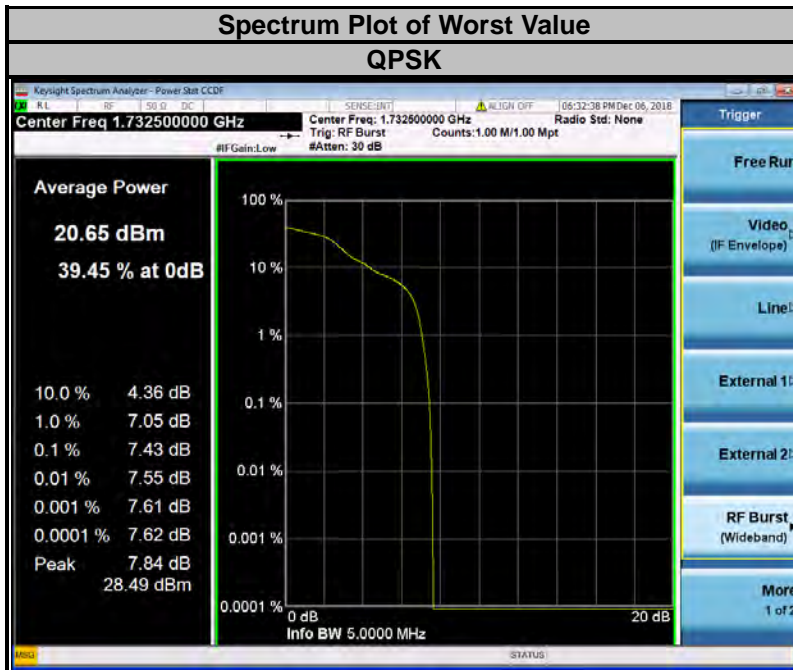 Spectrum Plot of Worst Value
QPSK
Keysight Spectrum Analyzer - Power Stat CCDF
RL RF 50 Ω DC SENSE:INT ALIGN OFF 06:32:38 PM Dec 06, 2018
Center Freq 1.732500000 GHz
Center Freq: 1.732500000 GHz Radio Std: None
Trig: RF Burst Counts:1.00 M/1.00 Mpt
#IFGain:Low #Atten: 30 dB
Average Power
20.65 dBm
39.45 % at 0dB
10.0 % 4.36 dB
1.0 % 7.05 dB
0.1 % 7.43 dB
0.01 % 7.55 dB
0.001 % 7.61 dB
0.0001 % 7.62 dB
Peak 7.84 dB
28.49 dBm
100 %
10 %
1 %
0.1 %
0.01 %
0.001 %
0.0001 %
0 dB 20 dB
Info BW 5.0000 MHz
Trigger
Free Run
Video
(IF Envelope)
Line
External 1
External 2
RF Burst
(Wideband)
More
1 of 2
MSG STATUS